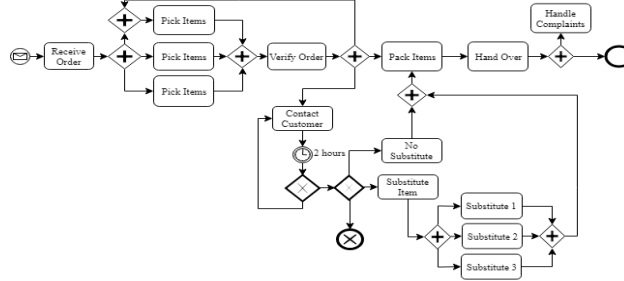 Handle
Complaints
Pick Items
Receive
Order
Pick Items
Verify Order
Pack Items
Hand Over
Pick Items
Contact
Customer
2 hours
No
Substitute
Substitute
Item
Substitute 1
Substitute 2
Substitute 3